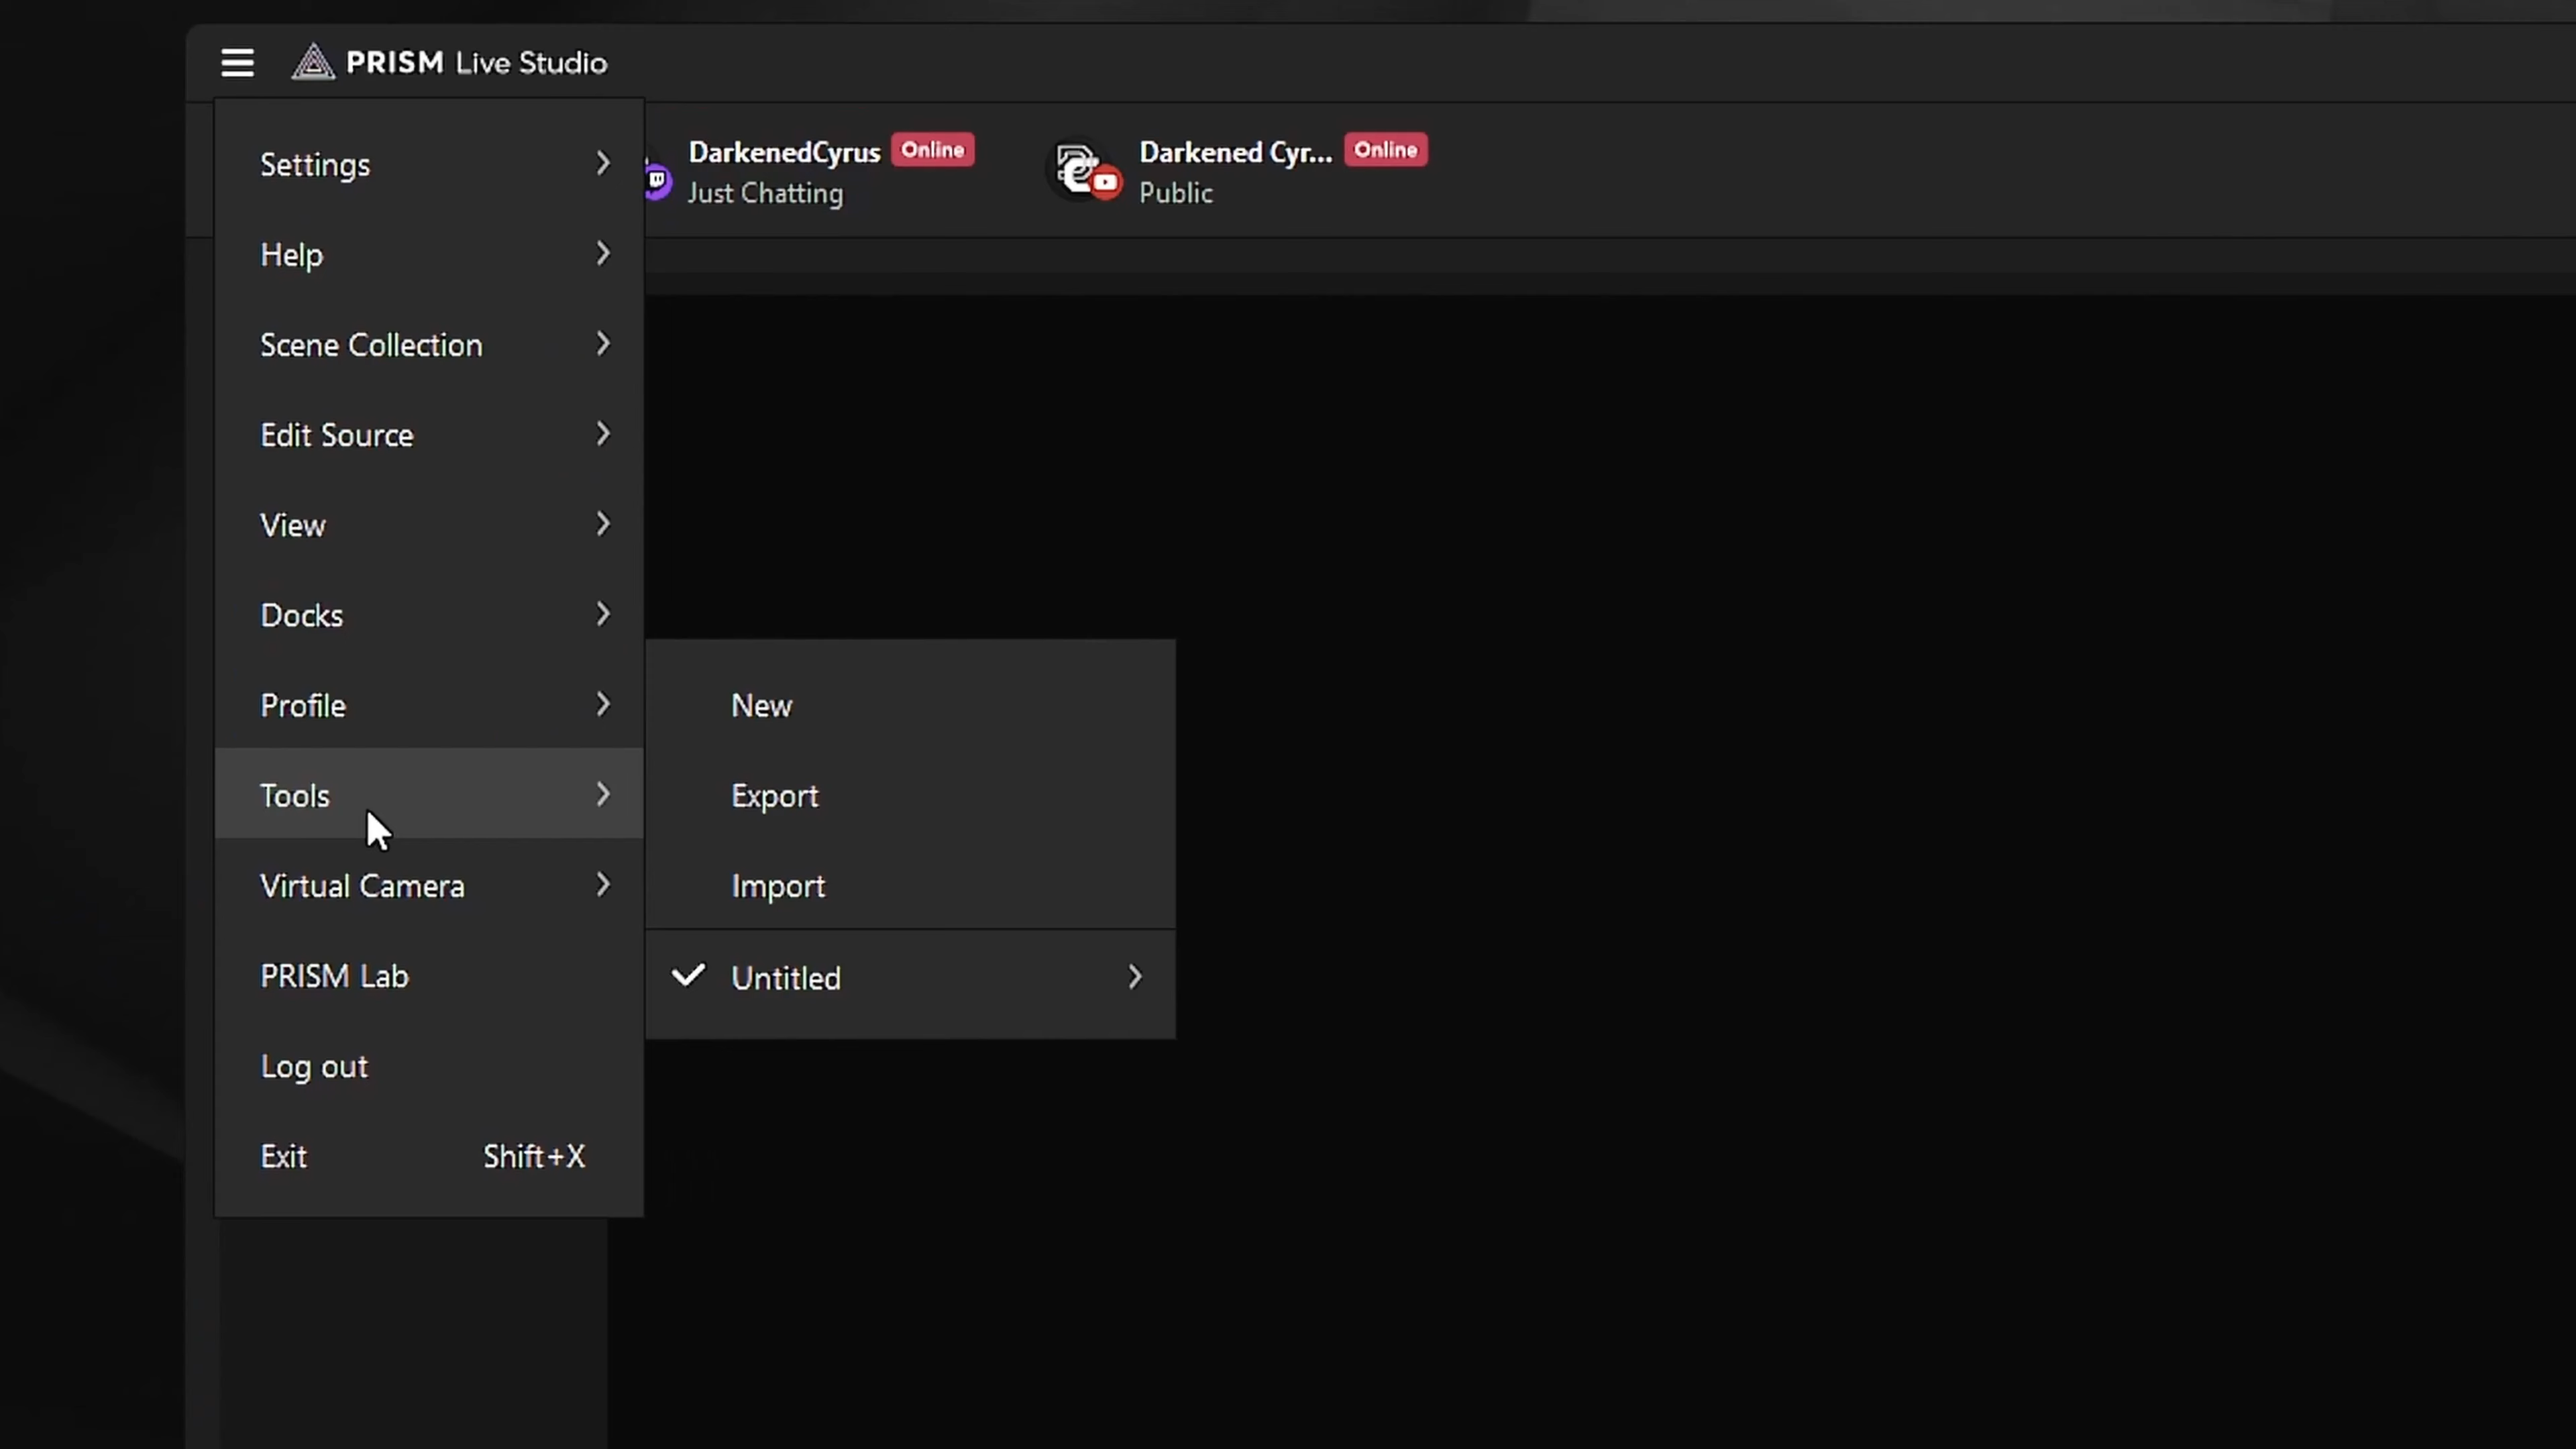 PRISM Live Studio
DarkenedCyrus Online
Just Chatting
Darkened Cyr... Online
Public
Settings
Help
Scene Collection
Edit Source
View
Docks
Profile
Tools
Virtual Camera
PRISM Lab
Log out
Exit Shift+X
New
Export
Import
Untitled